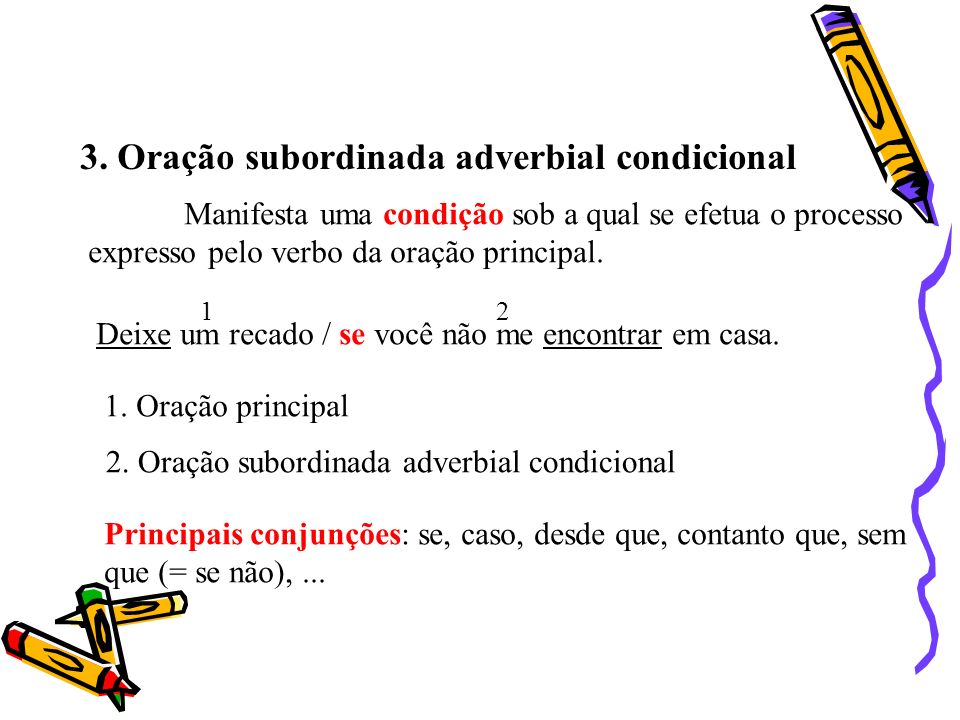 3. Oração subordinada adverbial condicional
Manifesta uma condição sob a qual se efetua o processo
expresso pelo verbo da oração principal.
1 2
Deixe um recado / se você não me encontrar em casa.
1. Oração principal
2. Oração subordinada adverbial condicional
Principais conjunções: se, caso, desde que, contanto que, sem
que (= se não), ...